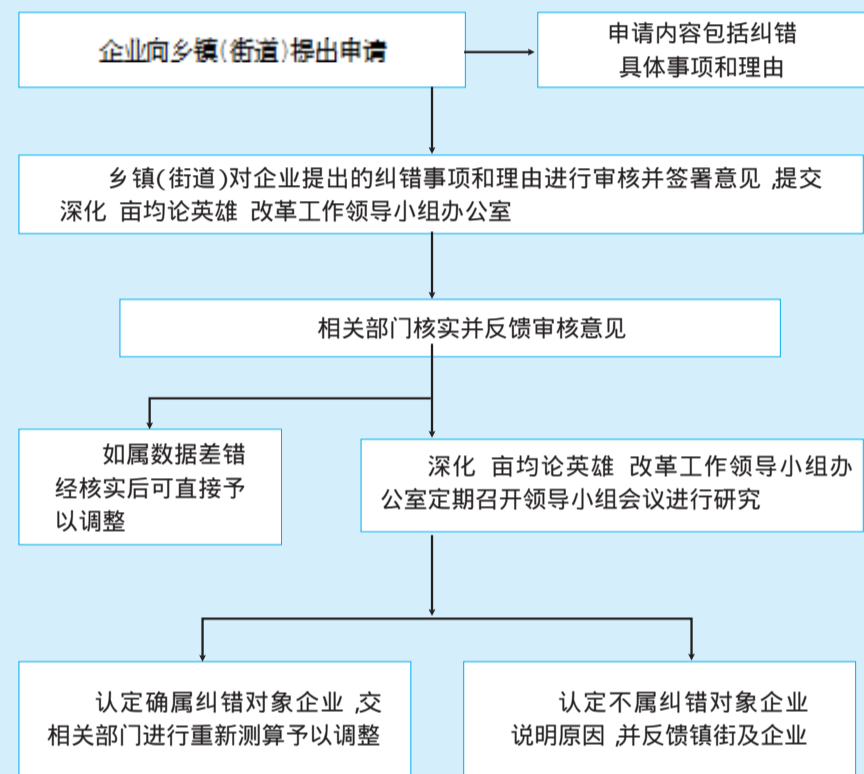 企业向乡镇(街道)提出申请
申请内容包括纠错
具体事项和理由
乡镇(街道)对企业提出的纠错事项和理由进行审核并签署意见 ,提交
深化 亩均论英雄 改革工作领导小组办公室
相关部门核实并反馈审核意见
如属数据差错
经核实后可直接予
以调整
深化 亩均论英雄 改革工作领导小组办
公室定期召开领导小组会议进行研究
认定确属纠错对象企业 ,交
相关部门进行重新测算予以调整
认定不属纠错对象企业
说明原因 ,并反馈镇街及企业